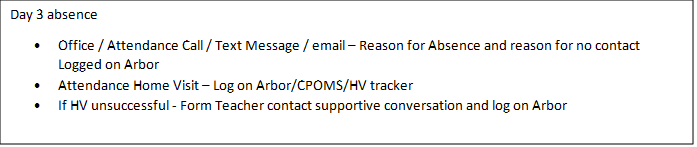 Day 3 absence
• Office / Attendance Call / Text Message / email – Reason for Absence and reason for no contact
Logged on Arbor
• Attendance Home Visit – Log on Arbor/CPOMS/HV tracker
• If HV unsuccessful - Form Teacher contact supportive conversation and log on Arbor